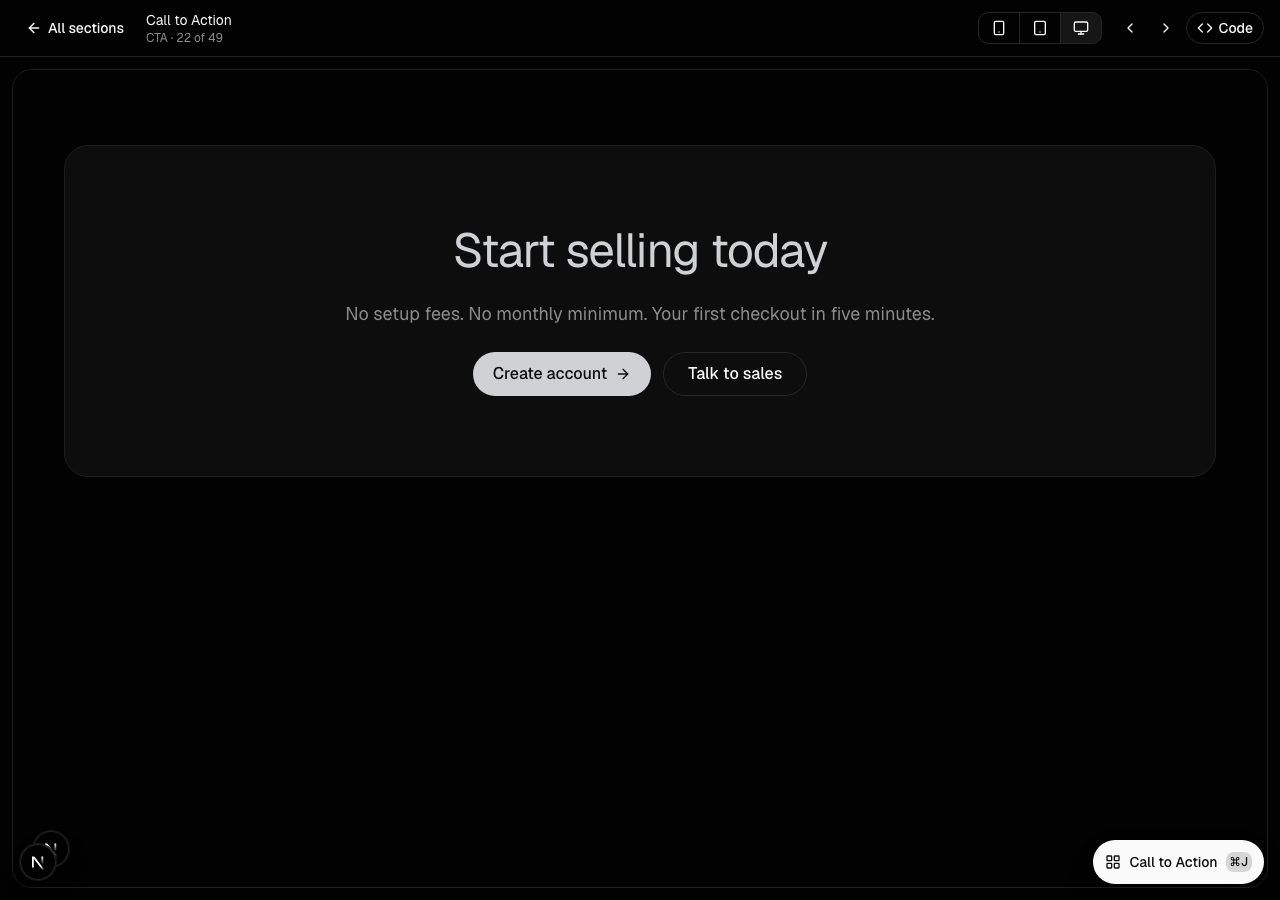 All sections
Call to Action
CTA · 22 of 49
Code
Start selling today
No setup fees. No monthly minimum. Your first checkout in five minutes.
Create account
Talk to sales
N
N
Call to Action ⌘J